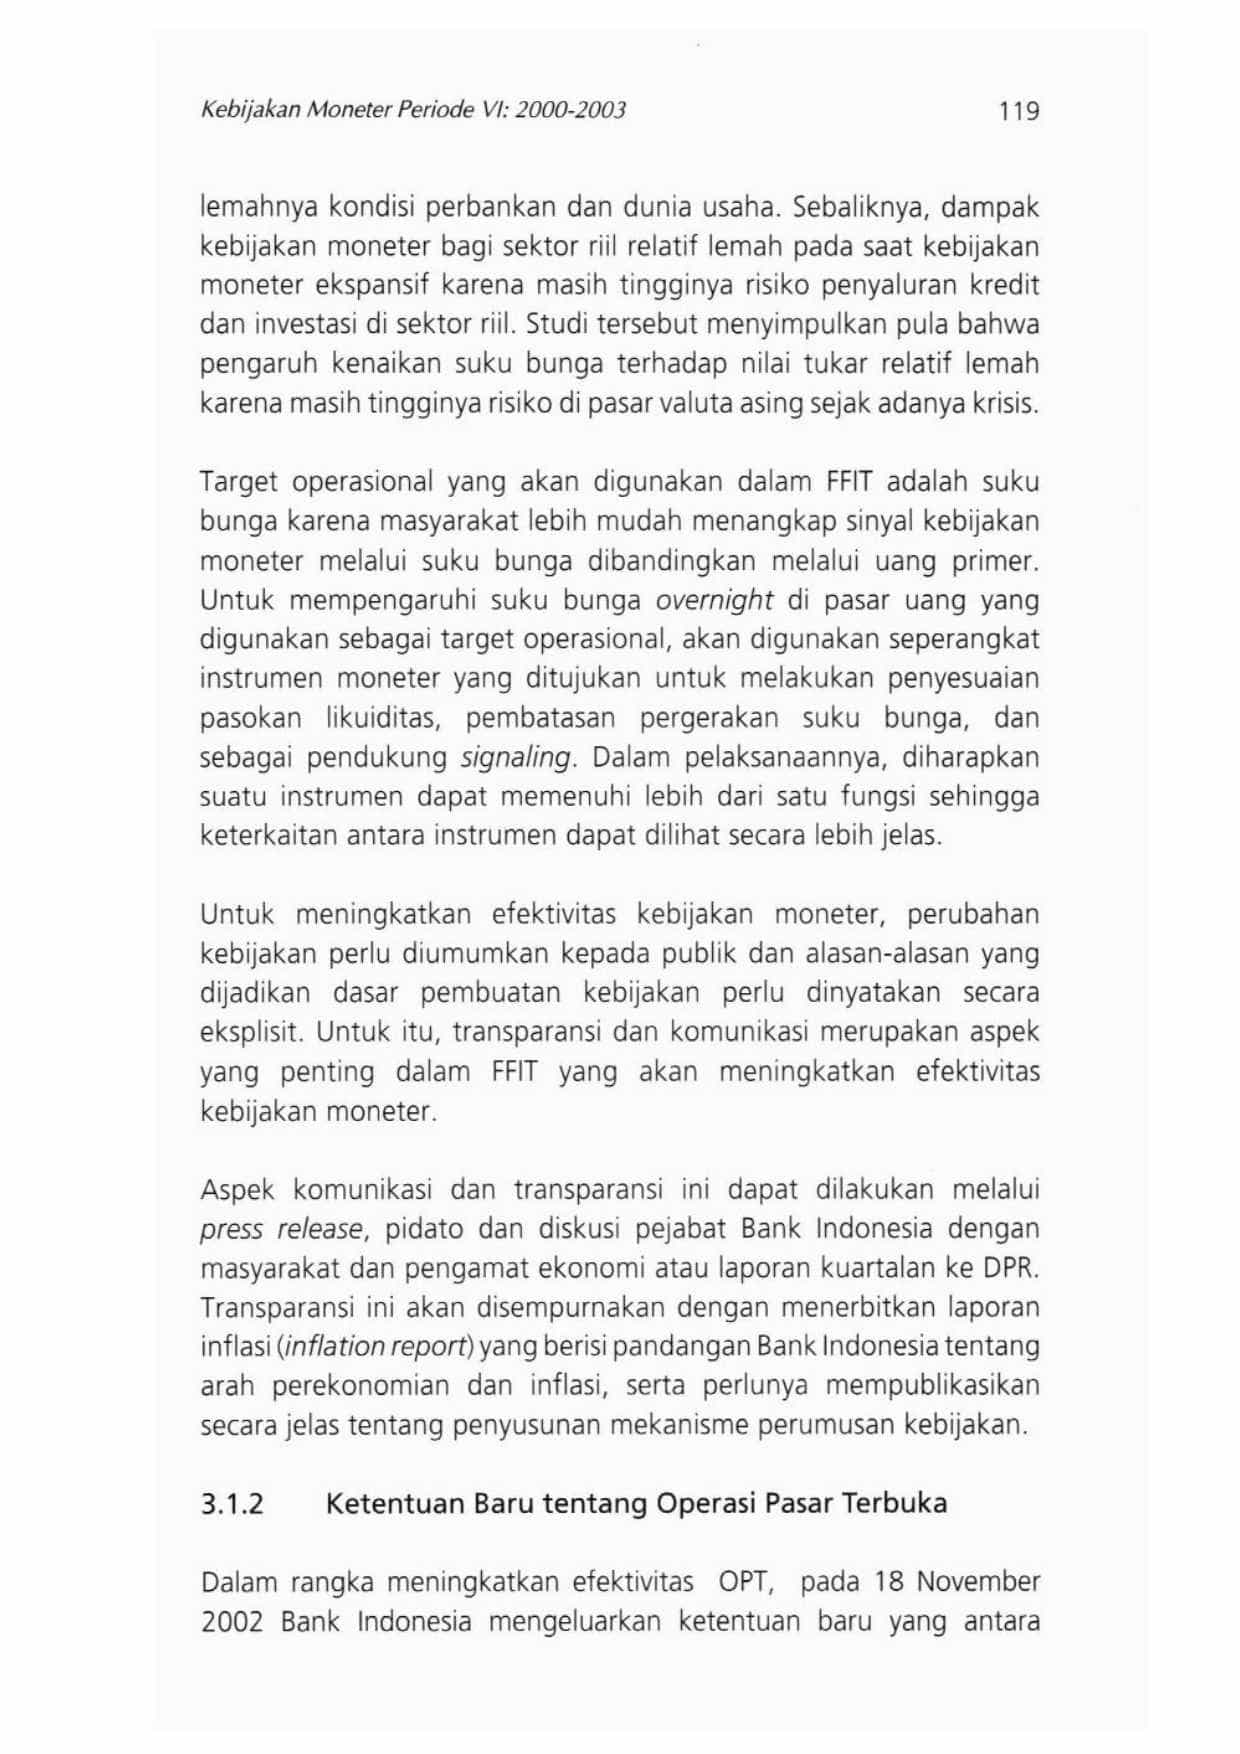 Kebijakan Moneter Periode VI: 2000-2003 119
lemahnya kondisi perbankan dan dunia usaha. Sebaliknya, dampak
kebijakan moneter bagi sektor riil relatif lemah pada saat kebijakan
moneter ekspansif karena masih tingginya risiko penyaluran kredit
dan investasi di sektor riil. Studi tersebut menyimpulkan pula bahwa
pengaruh kenaikan suku bunga terhadap nilai tukar relatif lemah
karena masih tingginya risiko di pasar valuta asing sejak adanya krisis.
Target operasional yang akan digunakan dalam FFIT adalah suku
bunga karena masyarakat lebih mudah menangkap sinyal kebijakan
moneter melalui suku bunga dibandingkan melalui uang primer.
Untuk mempengaruhi suku bunga overnight di pasar uang yang
digunakan sebagai target operasional, akan digunakan seperangkat
instrumen moneter yang ditujukan untuk melakukan penyesuaian
pasokan likuiditas, pembatasan pergerakan suku bunga, dan
sebagai pendukung signaling. Dalam pelaksanaannya, diharapkan
suatu instrumen dapat memenuhi lebih dari satu fungsi sehingga
keterkaitan antara instrumen dapat dilihat secara lebih jelas.
Untuk meningkatkan efektivitas kebijakan moneter, perubahan
kebijakan perlu diumumkan kepada publik dan alasan-alasan yang
dijadikan dasar pembuatan kebijakan perlu dinyatakan secara
eksplisit. Untuk itu, transparansi dan komunikasi merupakan aspek
yang penting dalam FFIT yang akan meningkatkan efektivitas
kebijakan moneter.
Aspek komunikasi dan transparansi ini dapat dilakukan melalui
press release, pidato dan diskusi pejabat Bank Indonesia dengan
masyarakat dan pengamat ekonomi atau laporan kuartalan ke DPR.
Transparansi ini akan disempurnakan dengan menerbitkan laporan
inflasi (inflation report) yang berisi pandangan Bank Indonesia tentang
arah perekonomian dan inflasi, serta perlunya mempublikasikan
secara jelas tentang penyusunan mekanisme perumusan kebijakan.
3.1.2 Ketentuan Baru tentang Operasi Pasar Terbuka
Dalam rangka meningkatkan efektivitas OPT, pada 18 November
2002 Bank Indonesia mengeluarkan ketentuan baru yang antara